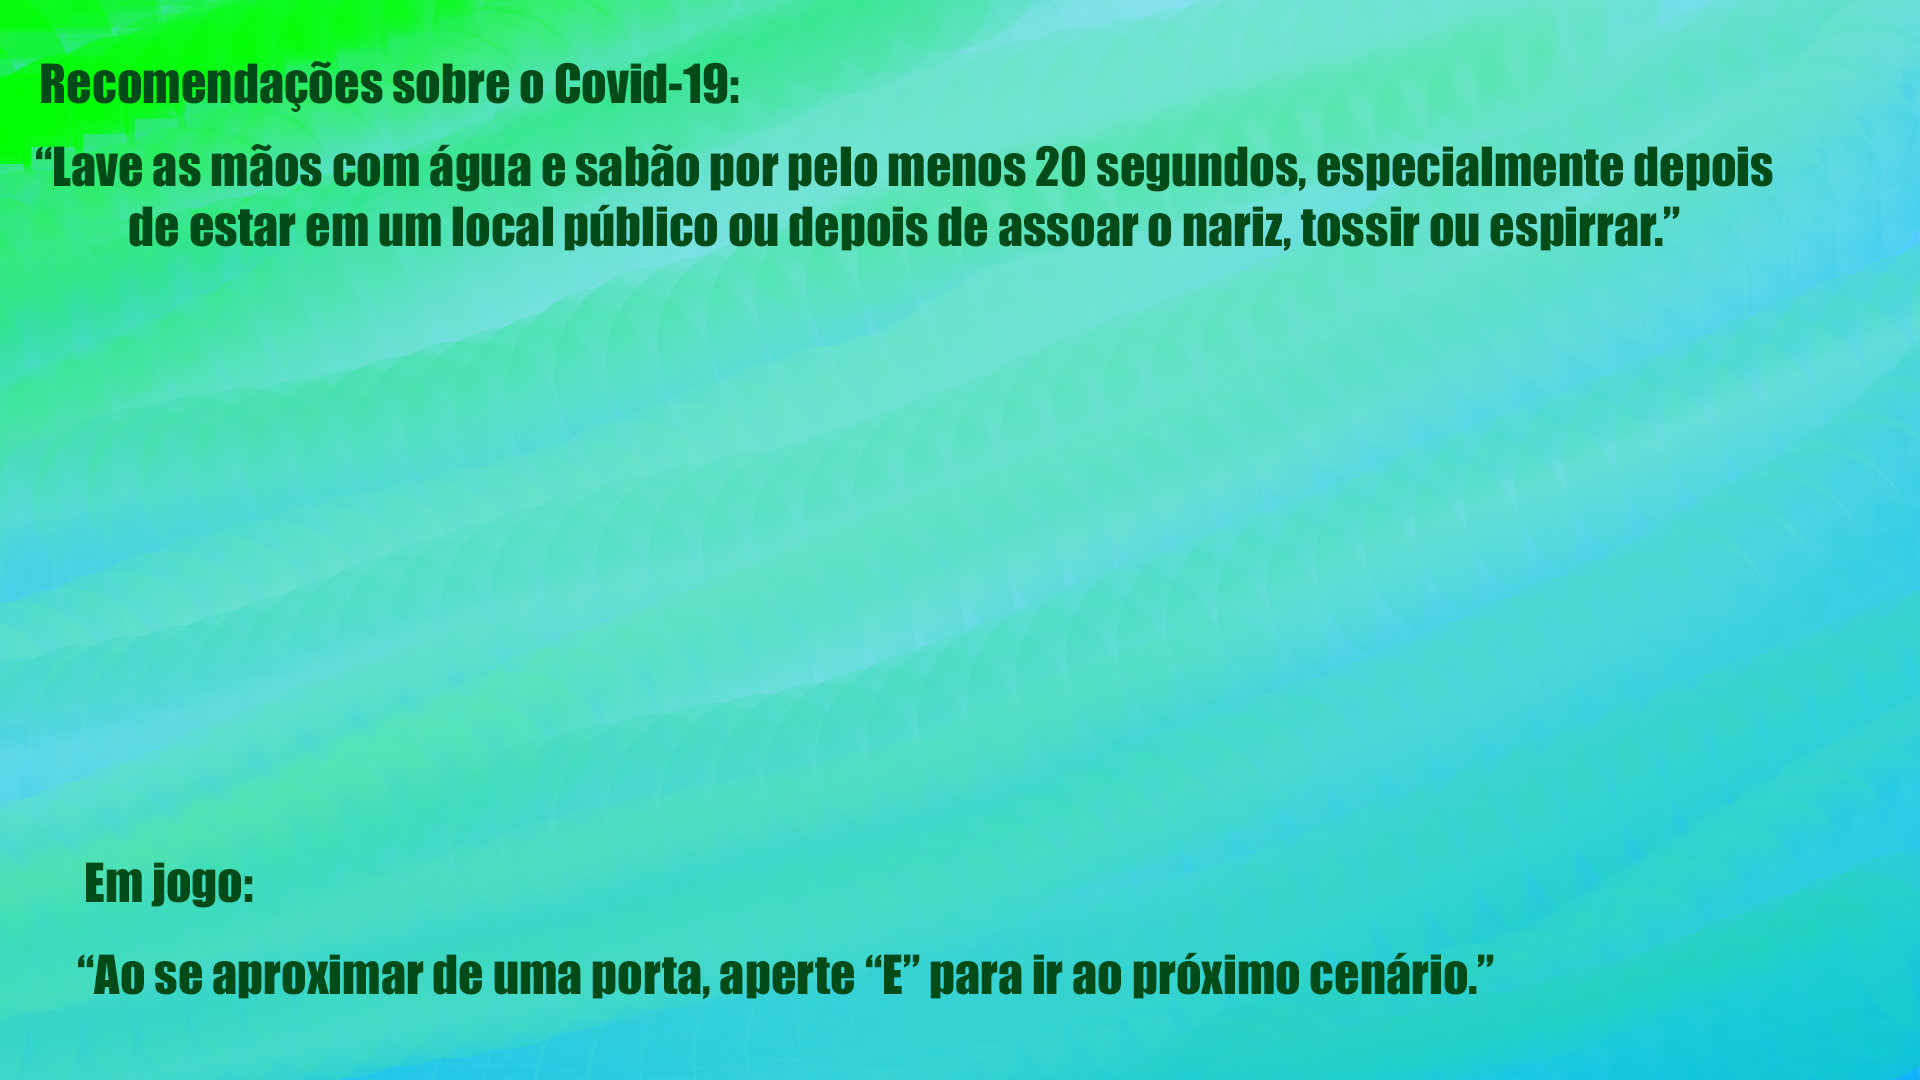 Recomendações sobre o Covid-19:
“Lave as mãos com água e sabão por pelo menos 20 segundos, especialmente depois
de estar em um local público ou depois de assoar o nariz, tossir ou espirrar.”
Em jogo:
“Ao se aproximar de uma porta, aperte “E” para ir ao próximo cenário.”